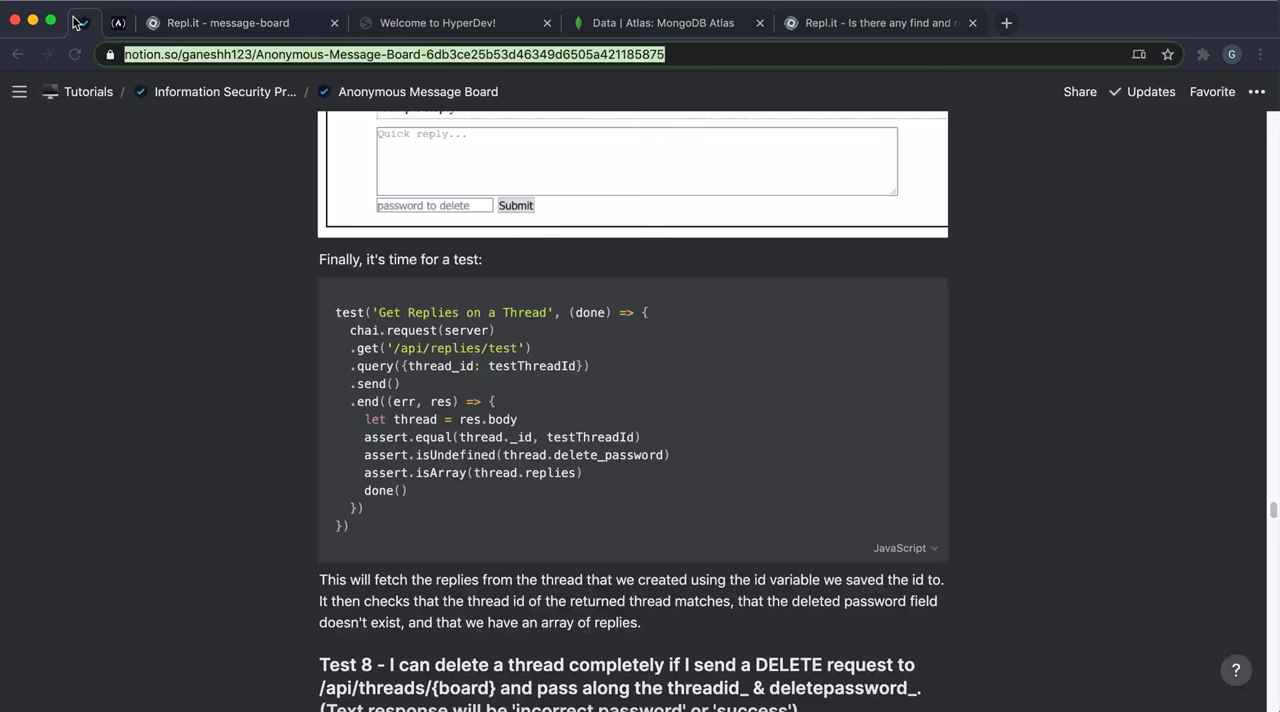 Repl.it - message-board
Welcome to HyperDev!
Data | Atlas: MongoDB Atlas
Repl.it - Is there any find and r
notion.so/ganeshh123/Anonymous-Message-Board-6db3ce25b53d46349d6505a421185875
G
Tutorials / Information Security Pr... / Anonymous Message Board
Share Updates Favorite
Quick reply...
password to delete Submit
Finally, it's time for a test:
test('Get Replies on a Thread', (done) => {
chai.request(server)
.get('/api/replies/test')
.query({thread_id: testThreadId})
.send()
.end((err, res) => {
let thread = res.body
assert.equal(thread._id, testThreadId)
assert.isUndefined(thread.delete_password)
assert.isArray(thread.replies)
done()
})
})
JavaScript
This will fetch the replies from the thread that we created using the id variable we saved the id to.
It then checks that the thread id of the returned thread matches, that the deleted password field
doesn't exist, and that we have an array of replies.
Test 8 - I can delete a thread completely if I send a DELETE request to
/api/threads/{board} and pass along the threadid_ & deletepassword_.
(Text response will be 'incorrect password' or 'success')
?